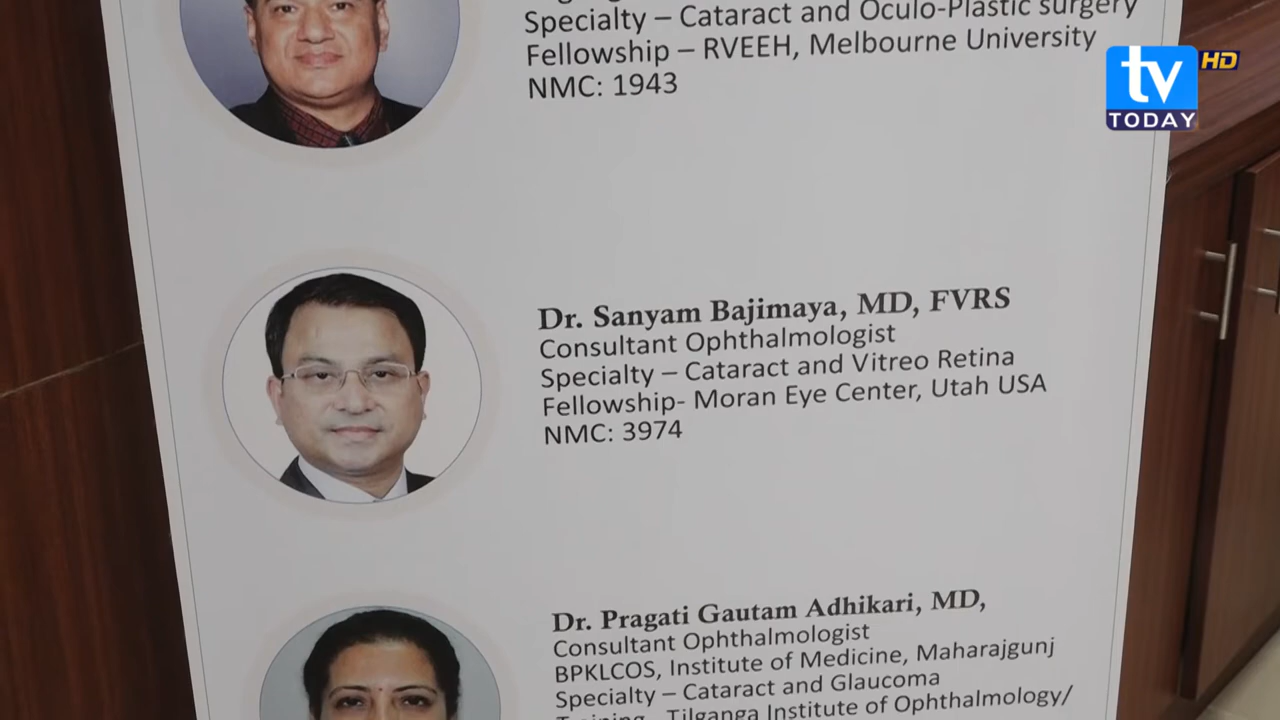 Specialty – Cataract and Oculo-Plastic surgery
Fellowship – RVEEH, Melbourne University
NMC: 1943
tv HD
TODAY
Dr. Sanyam Bajimaya, MD, FVRS
Consultant Ophthalmologist
Specialty – Cataract and Vitreo Retina
Fellowship- Moran Eye Center, Utah USA
NMC: 3974
Dr. Pragati Gautam Adhikari, MD,
Consultant Ophthalmologist
BPKLCOS, Institute of Medicine, Maharajgunj
Specialty – Cataract and Glaucoma
Training - Tilganga Institute of Ophthalmology/